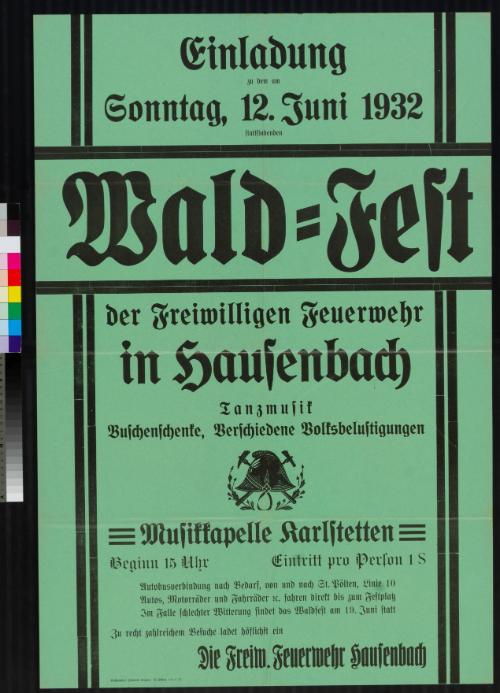 Einladung
zu dem am
Sonntag, 12. Juni 1932
stattfindenden
Wald=Fest
der Freiwilligen Feuerwehr
in Hausenbach
Tanzmusik
Buschenschenke, Verschiedene Volksbelustigungen
Musikkapelle Karlstetten
Beginn 15 Uhr Eintritt pro Person 1 S
Autobusverbindung nach Bedarf, von und nach St. Pölten, Linie 10
Autos, Motorräder und Fahrräder ꝛc. fahren direkt bis zum Festplatz
Im Falle schlechter Witterung findet das Waldfest am 19. Juni statt
Zu recht zahlreichem Besuche ladet höflichst ein
Die Freiw. Feuerwehr Hausenbach